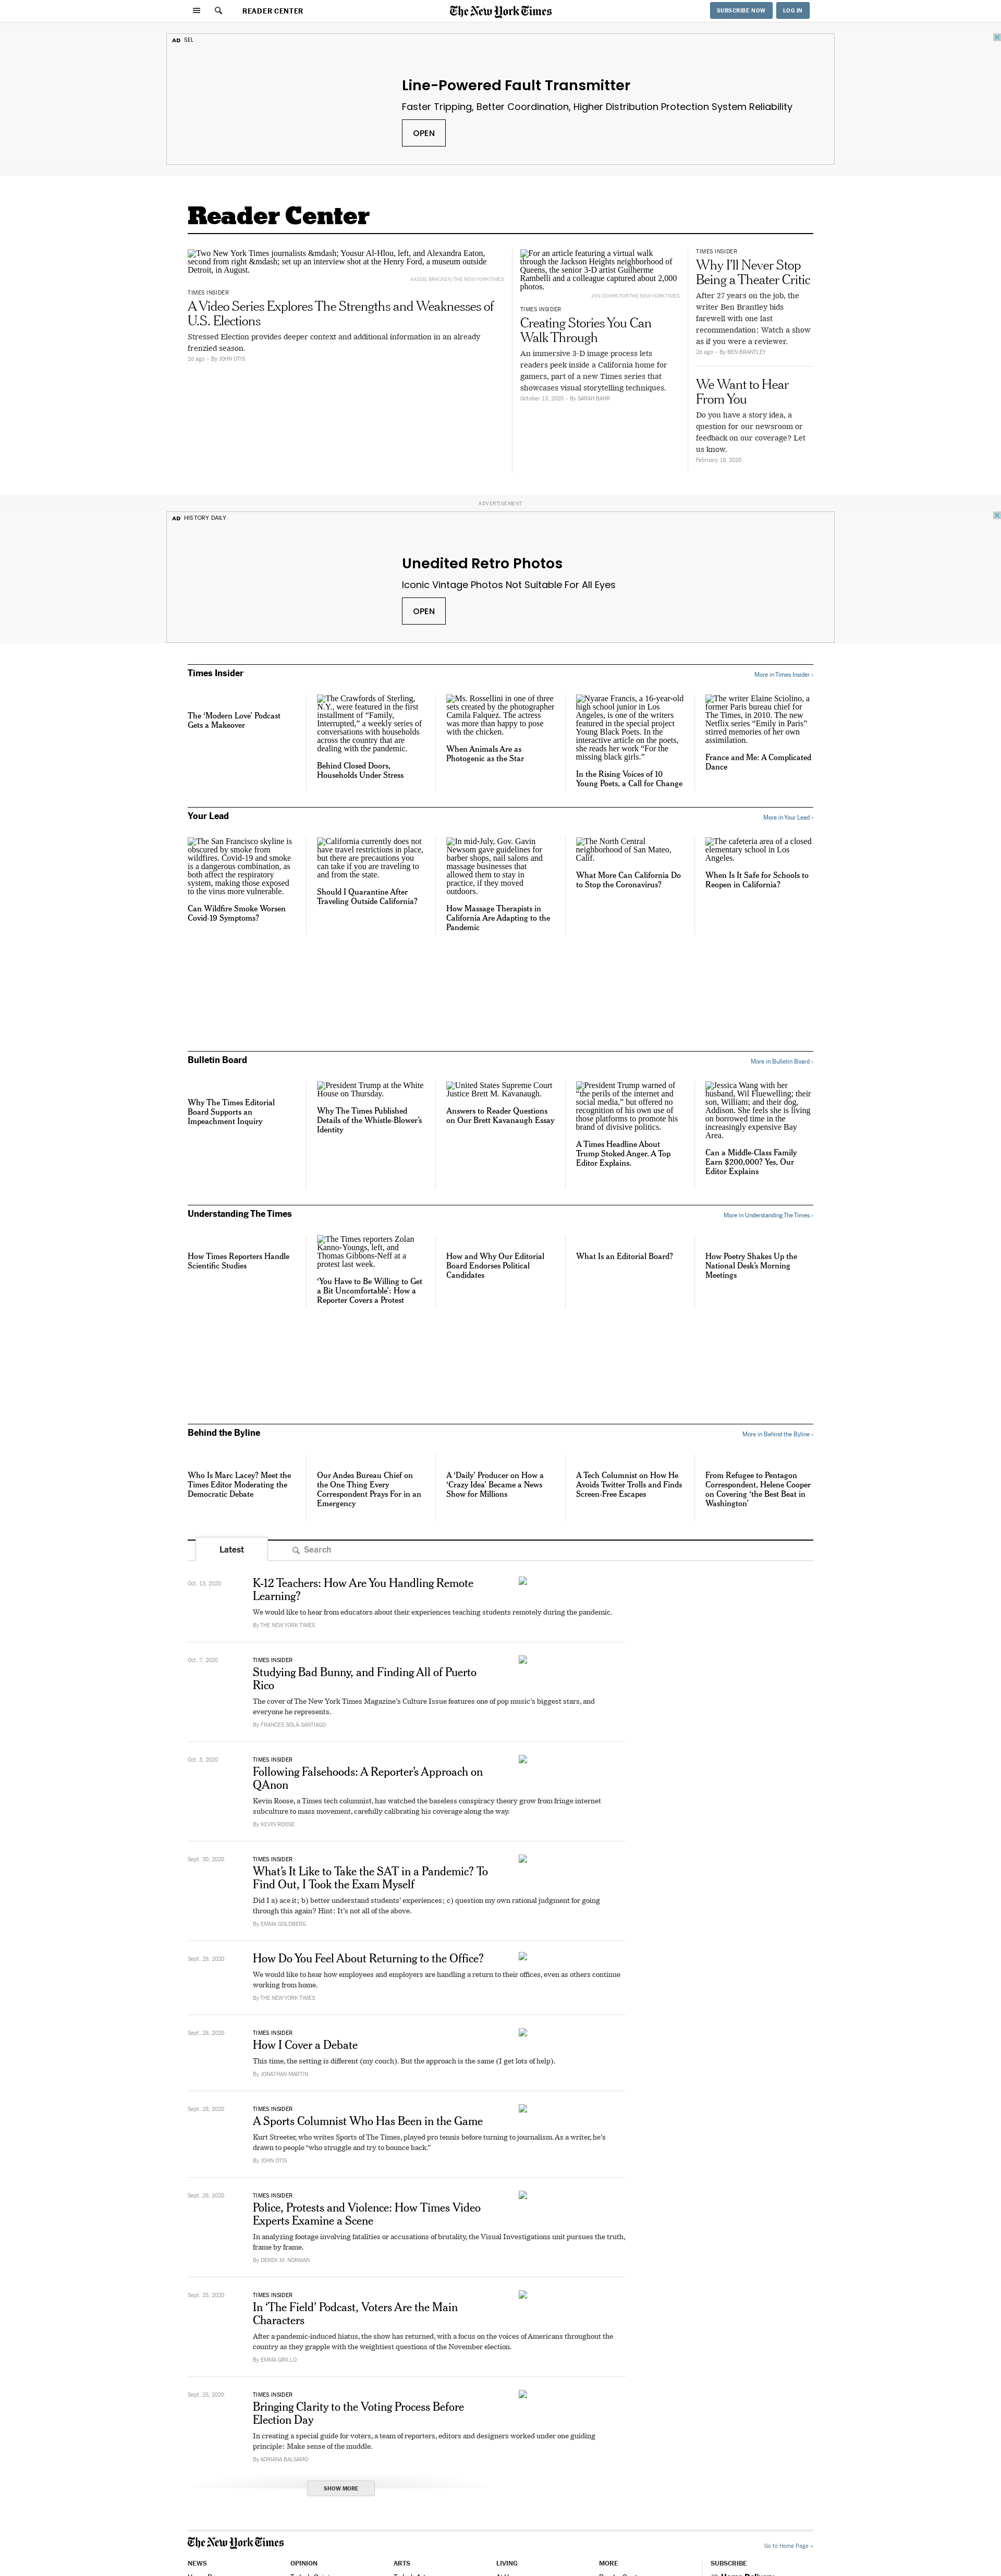 READER CENTER
The New York Times
SUBSCRIBE NOW
LOG IN
AD SEL
Line-Powered Fault Transmitter
Faster Tripping, Better Coordination, Higher Distribution Protection System Reliability
OPEN
Reader Center
Two New York Times journalists &mdash; Yousur Al-Hlou, left, and Alexandra Eaton,
second from right &mdash; set up an interview shot at the Henry Ford, a museum outside
Detroit, in August.
KASSIE BRACKEN/THE NEW YORK TIMES
TIMES INSIDER
A Video Series Explores The Strengths and Weaknesses of
U.S. Elections
Stressed Election provides deeper context and additional information in an already
frenzied season.
2d ago - By JOHN OTIS
For an article featuring a virtual walk
through the Jackson Heights neighborhood of
Queens, the senior 3-D artist Guilherme
Rambelli and a colleague captured about 2,000
photos.
JON DOHRS FOR THE NEW YORK TIMES
TIMES INSIDER
Creating Stories You Can
Walk Through
An immersive 3-D image process lets
readers peek inside a California home for
gamers, part of a new Times series that
showcases visual storytelling techniques.
October 13, 2020 - By SARAH BAHR
TIMES INSIDER
Why I'll Never Stop
Being a Theater Critic
After 27 years on the job, the
writer Ben Brantley bids
farewell with one last
recommendation: Watch a show
as if you were a reviewer.
2d ago - By BEN BRANTLEY
We Want to Hear
From You
Do you have a story idea, a
question for our newsroom or
feedback on our coverage? Let
us know.
February 18, 2020
ADVERTISEMENT
AD HISTORY DAILY
Unedited Retro Photos
Iconic Vintage Photos Not Suitable For All Eyes
OPEN
Times Insider
More in Times Insider ›
The ‘Modern Love’ Podcast
Gets a Makeover
The Crawfords of Sterling,
N.Y., were featured in the first
installment of “Family,
Interrupted,” a weekly series of
conversations with households
across the country that are
dealing with the pandemic.
Behind Closed Doors,
Households Under Stress
Ms. Rossellini in one of three
sets created by the photographer
Camila Falquez. The actress
was more than happy to pose
with the chicken.
When Animals Are as
Photogenic as the Star
Nyarae Francis, a 16-year-old
high school junior in Los
Angeles, is one of the writers
featured in the special project
Young Black Poets. In the
interactive article on the poets,
she reads her work “For the
missing black girls.”
In the Rising Voices of 10
Young Poets, a Call for Change
The writer Elaine Sciolino, a
former Paris bureau chief for
The Times, in 2010. The new
Netflix series “Emily in Paris”
stirred memories of her own
assimilation.
France and Me: A Complicated
Dance
Your Lead
More in Your Lead ›
The San Francisco skyline is
obscured by smoke from
wildfires. Covid-19 and smoke
is a dangerous combination, as
both affect the respiratory
system, making those exposed
to the virus more vulnerable.
Can Wildfire Smoke Worsen
Covid-19 Symptoms?
California currently does not
have travel restrictions in place,
but there are precautions you
can take if you are traveling to
and from the state.
Should I Quarantine After
Traveling Outside California?
In mid-July, Gov. Gavin
Newsom gave guidelines for
barber shops, nail salons and
massage businesses that
allowed them to stay in
practice, if they moved
outdoors.
How Massage Therapists in
California Are Adapting to the
Pandemic
The North Central
neighborhood of San Mateo,
Calif.
What More Can California Do
to Stop the Coronavirus?
The cafeteria area of a closed
elementary school in Los
Angeles.
When Is It Safe for Schools to
Reopen in California?
Bulletin Board
More in Bulletin Board ›
Why The Times Editorial
Board Supports an
Impeachment Inquiry
President Trump at the White
House on Thursday.
Why The Times Published
Details of the Whistle-Blower’s
Identity
United States Supreme Court
Justice Brett M. Kavanaugh.
Answers to Reader Questions
on Our Brett Kavanaugh Essay
President Trump warned of
“the perils of the internet and
social media,” but offered no
recognition of his own use of
those platforms to promote his
brand of divisive politics.
A Times Headline About
Trump Stoked Anger. A Top
Editor Explains.
Jessica Wang with her
husband, Wil Fluewelling; their
son, William; and their dog,
Addison. She feels she is living
on borrowed time in the
increasingly expensive Bay
Area.
Can a Middle-Class Family
Earn $200,000? Yes, Our
Editor Explains
Understanding The Times
More in Understanding The Times ›
How Times Reporters Handle
Scientific Studies
The Times reporters Zolan
Kanno-Youngs, left, and
Thomas Gibbons-Neff at a
protest last week.
‘You Have to Be Willing to Get
a Bit Uncomfortable’: How a
Reporter Covers a Protest
How and Why Our Editorial
Board Endorses Political
Candidates
What Is an Editorial Board?
How Poetry Shakes Up the
National Desk’s Morning
Meetings
Behind the Byline
More in Behind the Byline ›
Who Is Marc Lacey? Meet the
Times Editor Moderating the
Democratic Debate
Our Andes Bureau Chief on
the One Thing Every
Correspondent Prays For in an
Emergency
A ‘Daily’ Producer on How a
‘Crazy Idea’ Became a News
Show for Millions
A Tech Columnist on How He
Avoids Twitter Trolls and Finds
Screen-Free Escapes
From Refugee to Pentagon
Correspondent, Helene Cooper
on Covering ‘the Best Beat in
Washington’
Latest
Search
Oct. 13, 2020
K-12 Teachers: How Are You Handling Remote
Learning?
We would like to hear from educators about their experiences teaching students remotely during the pandemic.
By THE NEW YORK TIMES
Oct. 7, 2020
TIMES INSIDER
Studying Bad Bunny, and Finding All of Puerto
Rico
The cover of The New York Times Magazine’s Culture Issue features one of pop music’s biggest stars, and
everyone he represents.
By FRANCES SOLÁ-SANTIAGO
Oct. 3, 2020
TIMES INSIDER
Following Falsehoods: A Reporter’s Approach on
QAnon
Kevin Roose, a Times tech columnist, has watched the baseless conspiracy theory grow from fringe internet
subculture to mass movement, carefully calibrating his coverage along the way.
By KEVIN ROOSE
Sept. 30, 2020
TIMES INSIDER
What’s It Like to Take the SAT in a Pandemic? To
Find Out, I Took the Exam Myself
Did I a) ace it; b) better understand students’ experiences; c) question my own rational judgment for going
through this again? Hint: It’s not all of the above.
By EMMA GOLDBERG
Sept. 29, 2020
How Do You Feel About Returning to the Office?
We would like to hear how employees and employers are handling a return to their offices, even as others continue
working from home.
By THE NEW YORK TIMES
Sept. 28, 2020
TIMES INSIDER
How I Cover a Debate
This time, the setting is different (my couch). But the approach is the same (I get lots of help).
By JONATHAN MARTIN
Sept. 28, 2020
TIMES INSIDER
A Sports Columnist Who Has Been in the Game
Kurt Streeter, who writes Sports of The Times, played pro tennis before turning to journalism. As a writer, he’s
drawn to people “who struggle and try to bounce back.”
By JOHN OTIS
Sept. 26, 2020
TIMES INSIDER
Police, Protests and Violence: How Times Video
Experts Examine a Scene
In analyzing footage involving fatalities or accusations of brutality, the Visual Investigations unit pursues the truth,
frame by frame.
By DEREK M. NORMAN
Sept. 25, 2020
TIMES INSIDER
In ‘The Field’ Podcast, Voters Are the Main
Characters
After a pandemic-induced hiatus, the show has returned, with a focus on the voices of Americans throughout the
country as they grapple with the weightiest questions of the November election.
By EMMA GRILLO
Sept. 25, 2020
TIMES INSIDER
Bringing Clarity to the Voting Process Before
Election Day
In creating a special guide for voters, a team of reporters, editors and designers worked under one guiding
principle: Make sense of the muddle.
By ADRIANA BALSAMO
SHOW MORE
The New York Times
Go to Home Page »
NEWS
OPINION
ARTS
LIVING
MORE
SUBSCRIBE